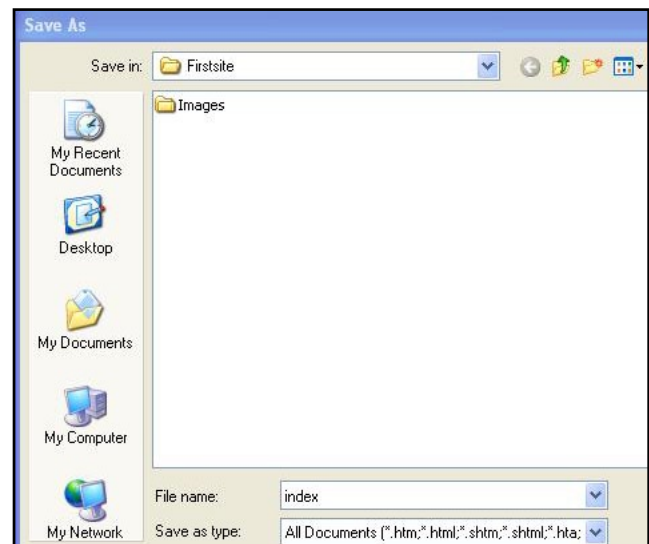 Save As
Save in: Firstsite
Images
My Recent
Documents
Desktop
My Documents
My Computer
My Network
File name: index
Save as type: All Documents (*.htm;*.html;*.shtm;*.shtml;*.hta;